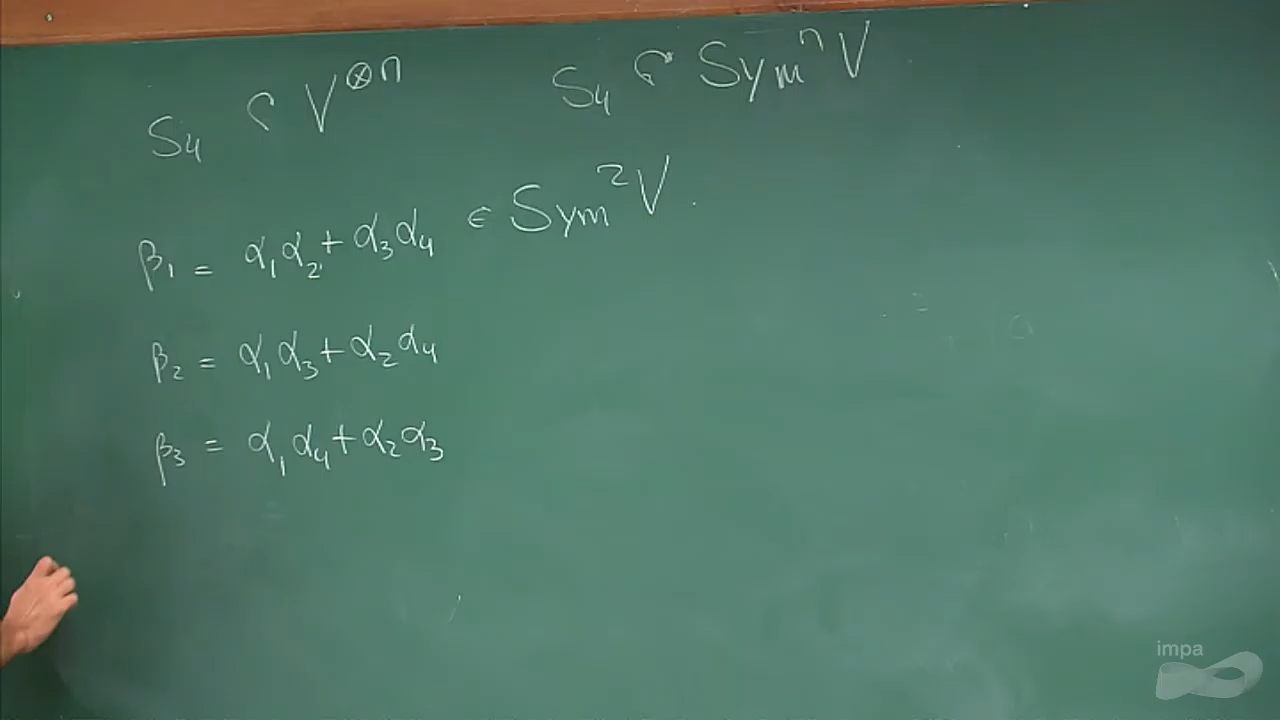 S₄ ↷ V^{⊗n} S₄ ↷ Sym^n V
β₁ = α₁α₂ + α₃α₄ ∈ Sym²V.
β₂ = α₁α₃ + α₂α₄
β₃ = α₁α₄ + α₂α₃
impa